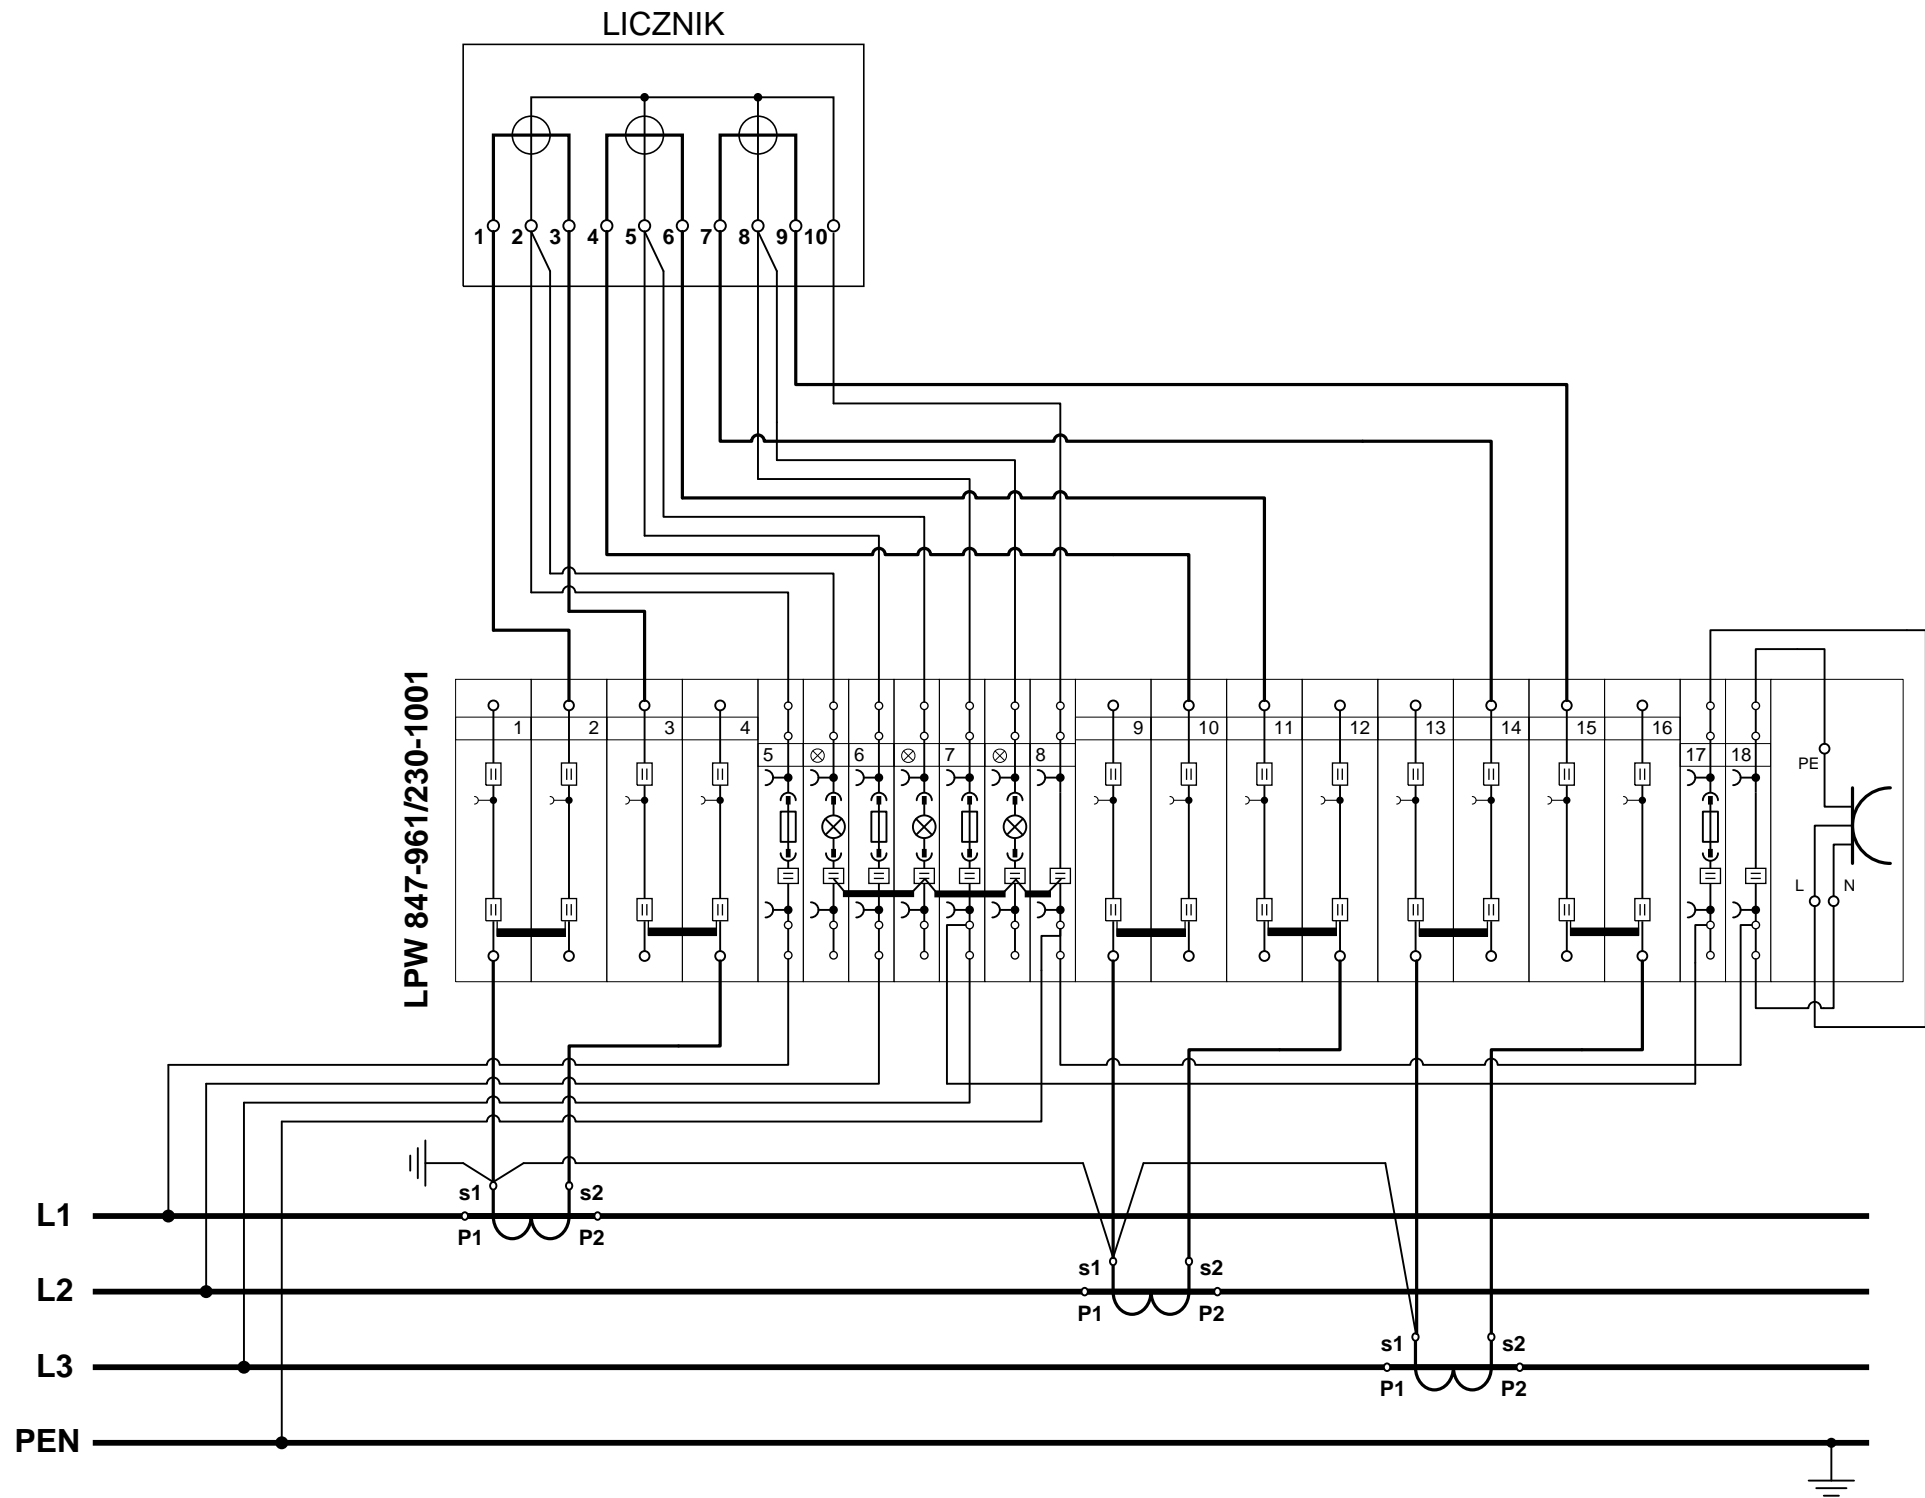 LICZNIK
1 2 3 4 5 6 7 8 9 10
LPW 847-961/230-1001
1 2 3 4 9 10 11 12 13 14 15 16
5 6 7 8 17 18
PE
L N
s1 s2
L1
P1 P2
s1 s2
L2
P1 P2
s1 s2
L3
P1 P2
PEN